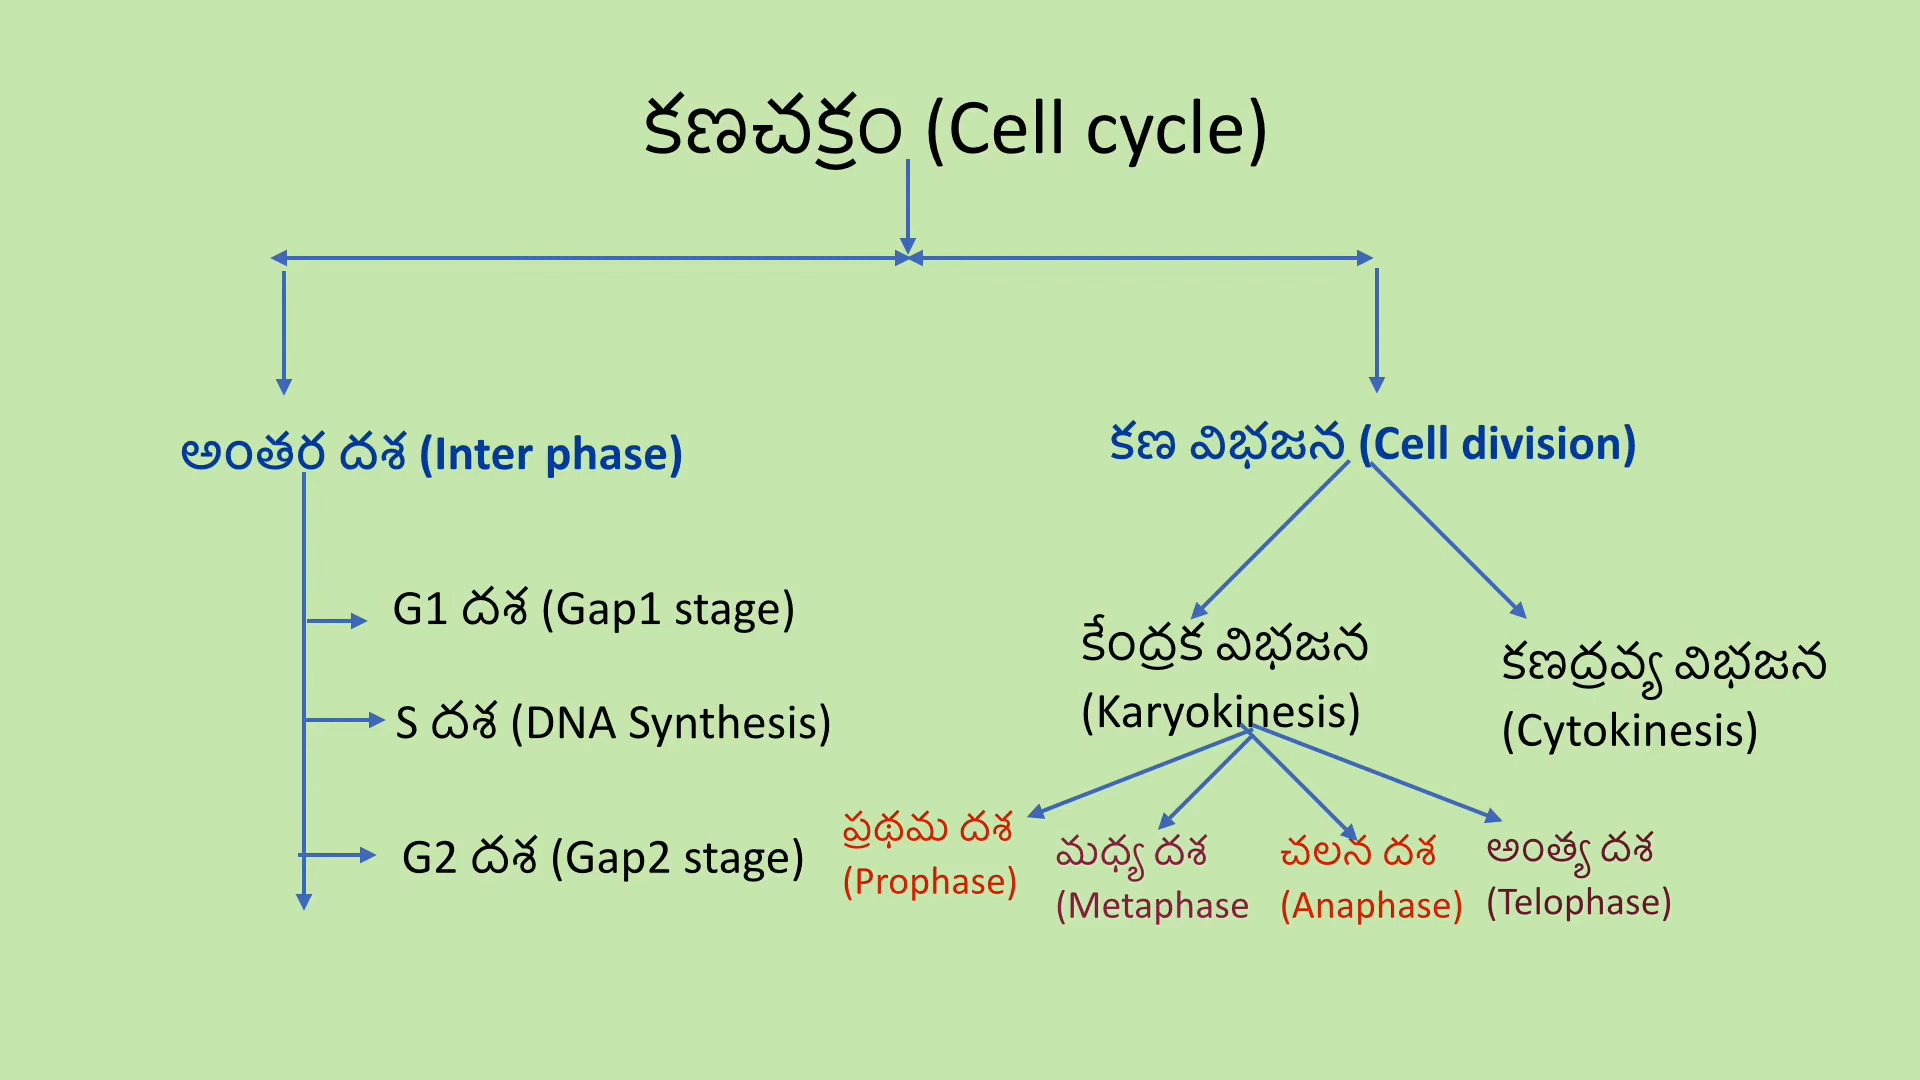 కణచక్రం (Cell cycle)
అంతర దశ (Inter phase)
కణ విభజన (Cell division)
G1 దశ (Gap1 stage)
S దశ (DNA Synthesis)
G2 దశ (Gap2 stage)
కేంద్రక విభజన
(Karyokinesis)
కణద్రవ్య విభజన
(Cytokinesis)
ప్రథమ దశ
(Prophase)
మధ్య దశ
(Metaphase
చలన దశ
(Anaphase)
అంత్య దశ
(Telophase)